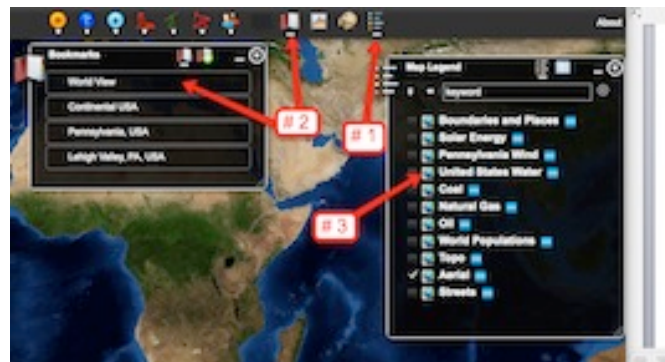 About
Bookmarks
World View
Continental USA
Pennsylvania, USA
Lehigh Valley, PA, USA
# 2
# 1
# 3
Map Legend
keyword
Boundaries and Places
Solar Energy
Pennsylvania Wind
United States Water
Coal
Natural Gas
Oil
World Populations
Topo
Aerial
Streets